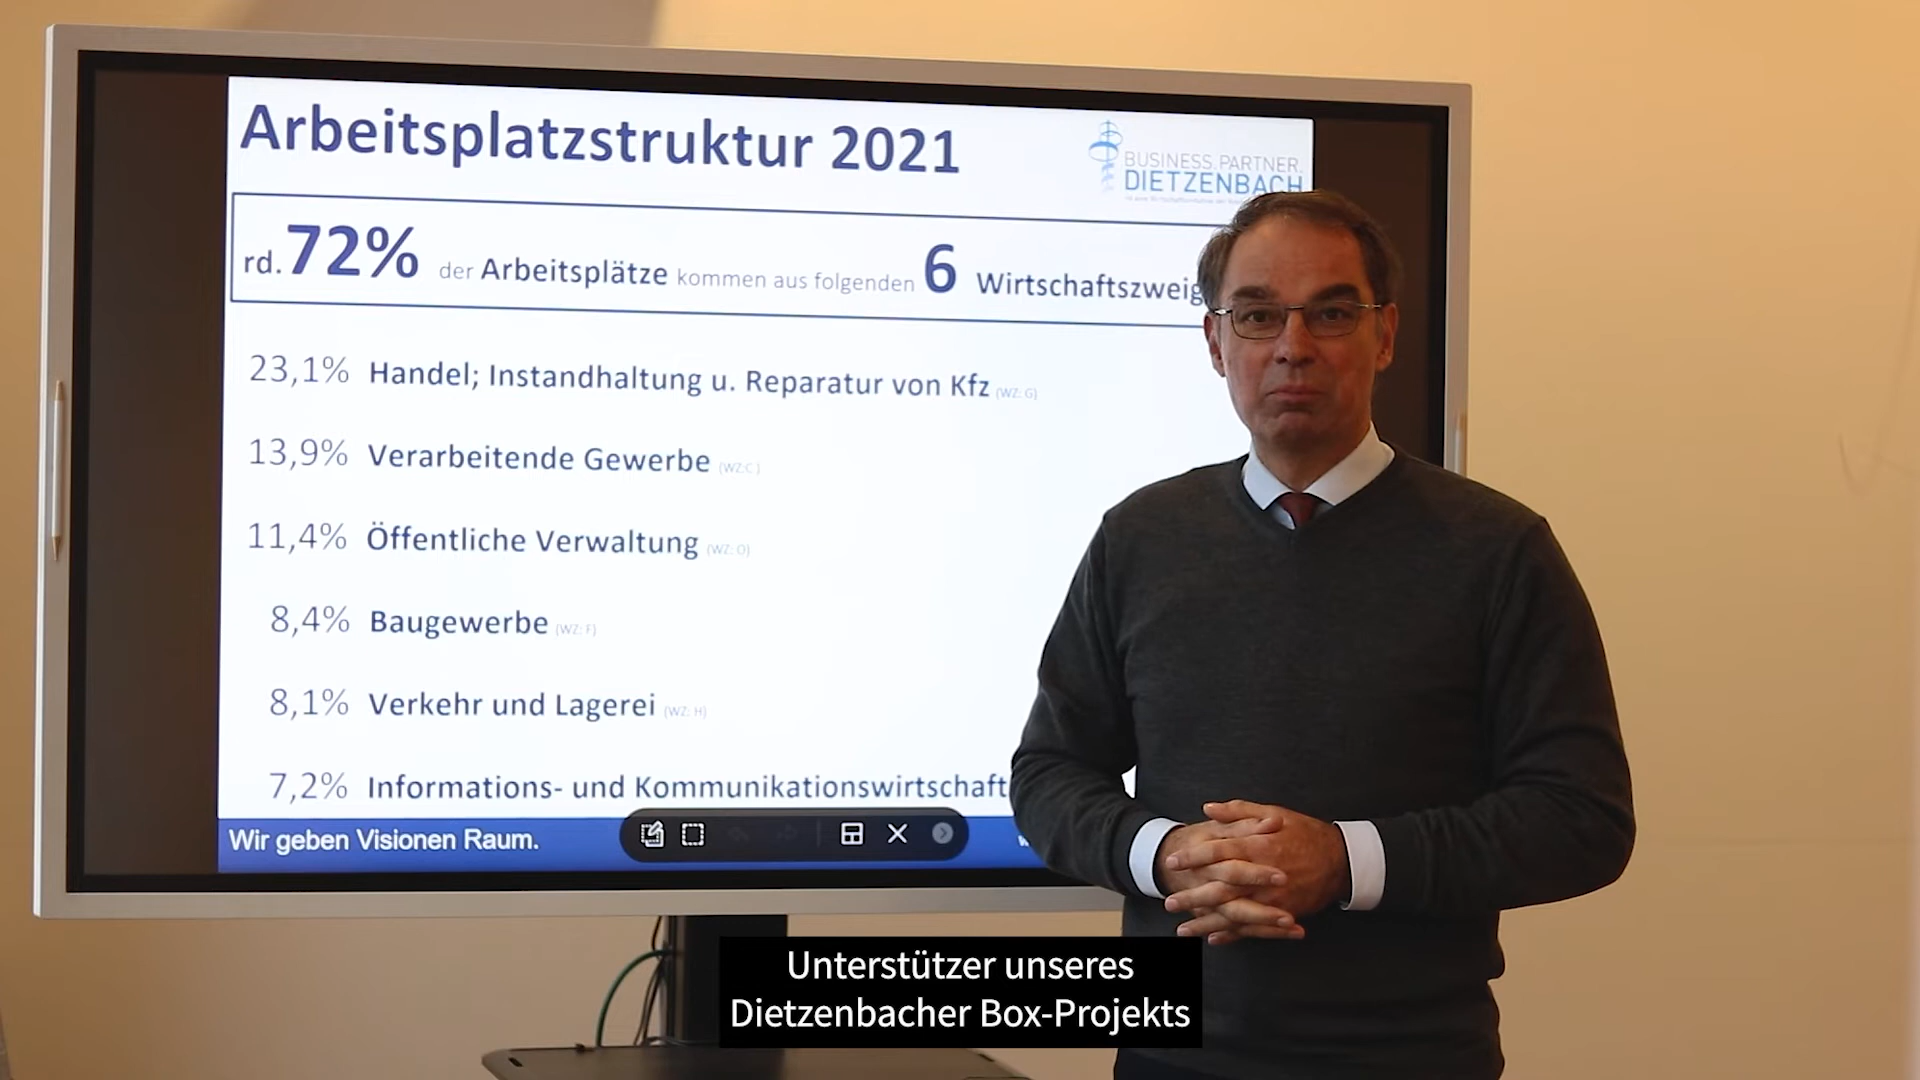 Arbeitsplatzstruktur 2021
BUSINESS.PARTNER.
DIETZENBACH
rd. 72% der Arbeitsplätze kommen aus folgenden 6 Wirtschaftszweig
23,1% Handel; Instandhaltung u. Reparatur von Kfz (WZ: G)
13,9% Verarbeitende Gewerbe (WZ:C )
11,4% Öffentliche Verwaltung (WZ: O)
8,4% Baugewerbe (WZ: F)
8,1% Verkehr und Lagerei (WZ: H)
7,2% Informations- und Kommunikationswirtschaft
Wir geben Visionen Raum.
Unterstützer unseres
Dietzenbacher Box-Projekts